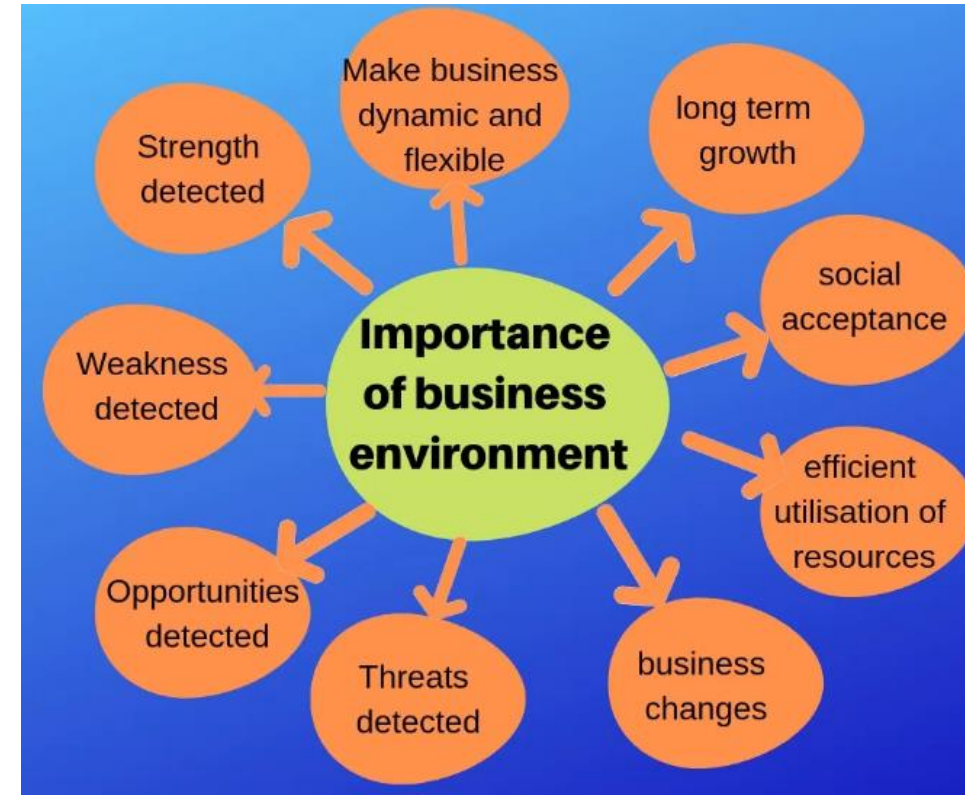 Make business
dynamic and
flexible
long term
growth
Strength
detected
social
acceptance
Importance
of business
environment
Weakness
detected
efficient
utilisation of
resources
Opportunities
detected
Threats
detected
business
changes